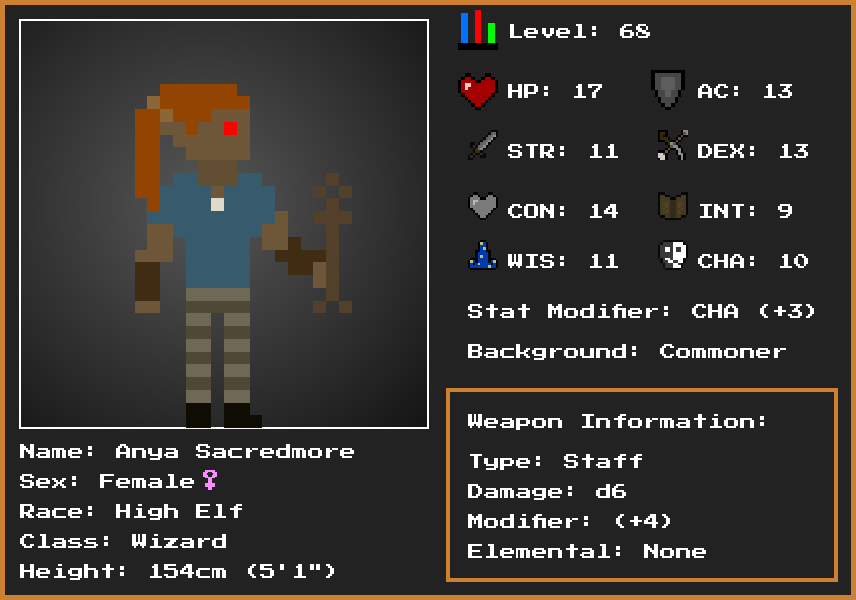 Level: 68
HP: 17
AC: 13
STR: 11
DEX: 13
CON: 14
INT: 9
WIS: 11
CHA: 10
Stat Modifier: CHA (+3)
Background: Commoner
Weapon Information:
Type: Staff
Damage: d6
Modifier: (+4)
Elemental: None
Name: Anya Sacredmore
Sex: Female♀
Race: High Elf
Class: Wizard
Height: 154cm (5'1")